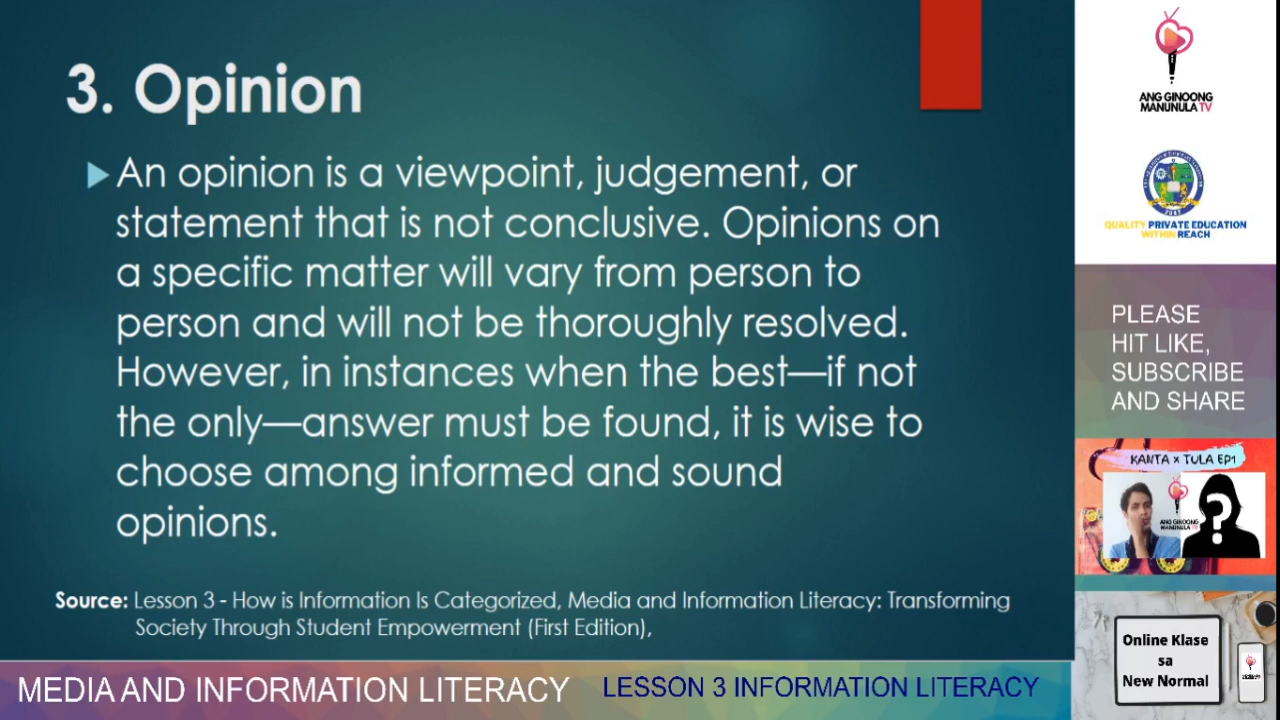 3. Opinion
An opinion is a viewpoint, judgement, or
statement that is not conclusive. Opinions on
a specific matter will vary from person to
person and will not be thoroughly resolved.
However, in instances when the best—if not
the only—answer must be found, it is wise to
choose among informed and sound
opinions.
Source: Lesson 3 - How is Information Is Categorized, Media and Information Literacy: Transforming
Society Through Student Empowerment (First Edition),
MEDIA AND INFORMATION LITERACY
LESSON 3 INFORMATION LITERACY
ANG GINOONG
MANUNULA TV
QUALITY PRIVATE EDUCATION
WITHIN REACH
PLEASE
HIT LIKE,
SUBSCRIBE
AND SHARE
KANTA x TULA EP1
ANG GINOONG
MANUNULA TV
?
Online Klase
sa
New Normal